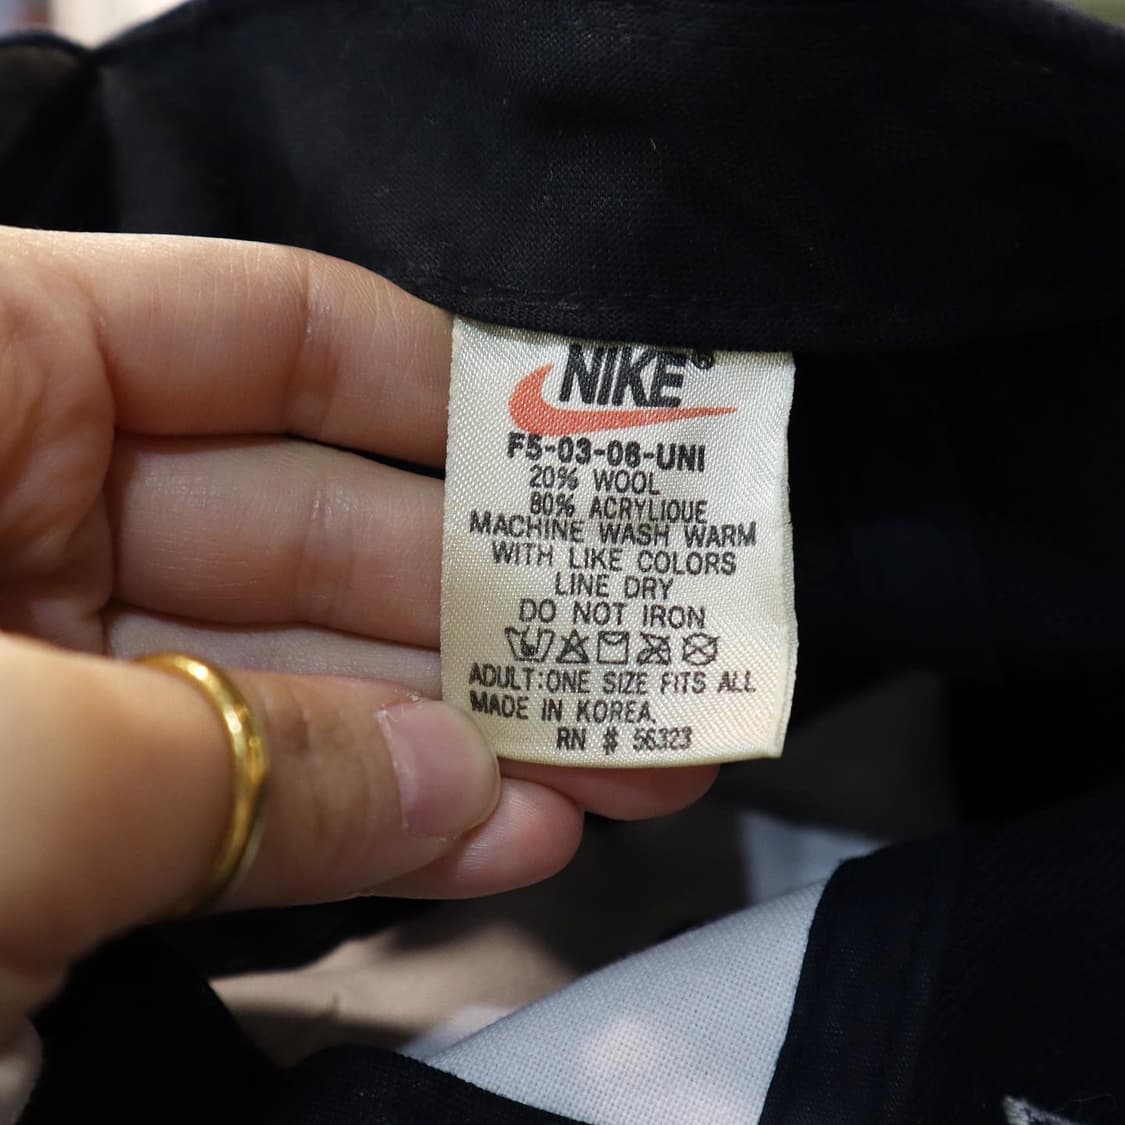 NIKE®
F5-03-06-UNI
20% WOOL
80% ACRYLIQUE
MACHINE WASH WARM
WITH LIKE COLORS
LINE DRY
DO NOT IRON
ADULT:ONE SIZE FITS ALL
MADE IN KOREA.
RN # 56323